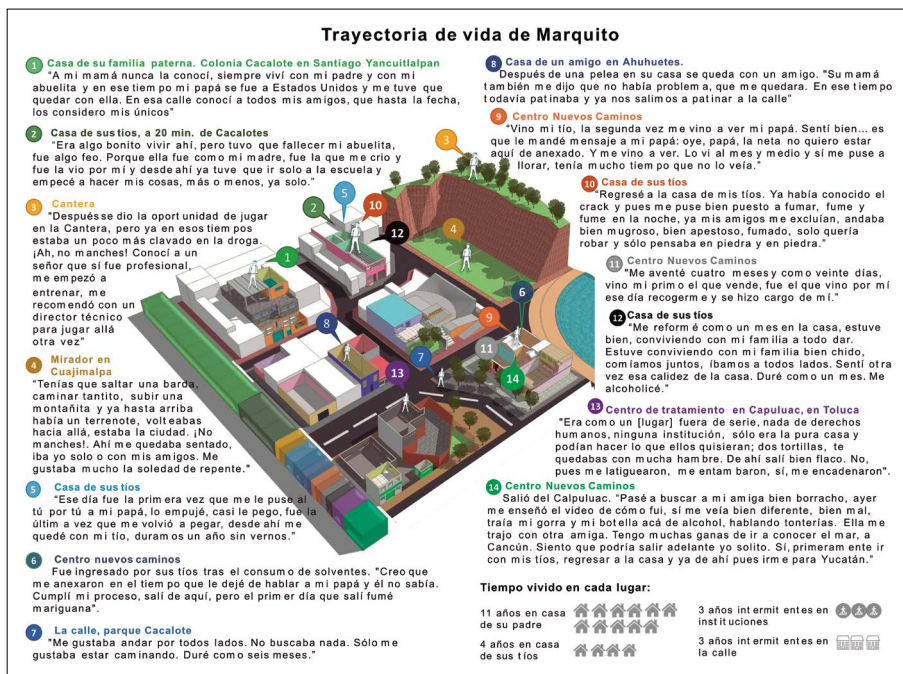 Trayectoria de vida de Marquito
1 Casa de su familia paterna. Colonia Cacalote en Santiago Yancuitlalpan
"A mi mamá nunca la conocí, siempre viví con mi padre y con mi
abuelita y en ese tiempo mi papá se fue a Estados Unidos y me tuve que
quedar con ella. En esa calle conocí a todos mis amigos, que hasta la fecha,
los considero mis únicos"
2 Casa de sus tíos, a 20 min. de Cacalotes
"Era algo bonito vivir ahí, pero tuvo que fallecer mi abuelita,
fue algo feo. Porque ella fue como mi madre, fue la que me crio y
fue la vio por mí y desde ahí ya tuve que ir solo a la escuela y
empecé a hacer mis cosas, más o menos, ya solo."
3 Cantera
"Después se dio la oportunidad de jugar
en la Cantera, pero ya en esos tiempos
estaba un poco más clavado en la droga.
¡Ah, no manches! Conocí a un
señor que sí fue profesional,
me empezó a
entrenar, me
recomendó con un
director técnico
para jugar allá
otra vez"
4 Mirador en
Cuajimalpa
"Tenías que saltar una barda,
caminar tantito, subir una
montañita y ya hasta arriba
había un terrenote, volteabas
hacia allá, estaba la ciudad. ¡No
manches!. Ahí me quedaba sentado,
iba yo solo o con mis amigos. Me
gustaba mucho la soledad de repente."
5 Casa de sus tíos
"Ese día fue la primera vez que me le puse al
tú por tú a mi papá, lo empujé, casi le pego, fue la
última vez que me volvió a pegar, desde ahí me
quedé con mi tío, duramos un año sin vernos."
6 Centro nuevos caminos
Fue ingresado por sus tíos tras el consumo de solventes. "Creo que
me anexaron en el tiempo que le dejé de hablar a mi papá y él no sabía.
Cumplí mi proceso, salí de aquí, pero el primer día que salí fumé
mariguana".
7 La calle, parque Cacalote
"Me gustaba andar por todos lados. No buscaba nada. Sólo me
gustaba estar caminando. Duré como seis meses."
8 Casa de un amigo en Ahuhuetes.
Después de una pelea en su casa se queda con un amigo. "Su mamá
también me dijo que no había problema, que me quedara. En ese tiempo
todavía patinaba y ya nos salimos a patinar a la calle"
9 Centro Nuevos Caminos
"Vino mi tío, la segunda vez me vino a ver mi papá. Sentí bien... es
que le mandé mensaje a mi papá: oye, papá, la neta no quiero estar
aquí de anexado. Y me vino a ver. Lo vi al mes y medio y sí me puse a
llorar, tenía mucho tiempo que no lo veía."
10 Casa de sus tíos
"Regresé a la casa de mis tíos. Ya había conocido el
crack y pues me puse bien puesto a fumar, fume y
fume en la noche, ya mis amigos me excluían, andaba
bien mugroso, bien apestoso, fumado, solo quería
robar y sólo pensaba en piedra y en piedra."
11 Centro Nuevos Caminos
"Me aventé cuatro meses y como veinte días,
vino mi primo el que vende, fue el que vino por mí
ese día recogerme y se hizo cargo de mí."
12 Casa de sus tíos
"Me reformé como un mes en la casa, estuve
bien, conviviendo con mi familia a todo dar.
Estuve conviviendo con mi familia bien chido,
comíamos juntos, íbamos a todos lados. Sentí otra
vez esa calidez de la casa. Duré como un mes. Me
alcoholicé."
13 Centro de tratamiento en Capuluac, en Toluca
"Era como un [lugar] fuera de serie, nada de derechos
humanos, ninguna institución, sólo era la pura casa y
podían hacer lo que ellos quisieran; dos tortillas, te
quedabas con mucha hambre. De ahí salí bien flaco. No,
pues me latiguearon, me entambaron, sí, me encadenaron".
14 Centro Nuevos Caminos
Salió del Calpuluac. "Pasé a buscar a mi amiga bien borracho, ayer
me enseñó el video de cómo fui, sí me veía bien diferente, bien mal,
traía mi gorra y mi botella acá de alcohol, hablando tonterías. Ella me
trajo con otra amiga. Tengo muchas ganas de ir a conocer el mar, a
Cancún. Siento que podría salir adelante yo solito. Sí, primeramente ir
con mis tíos, regresar a la casa y ya de ahí pues irme para Yucatán."
1
2
5
10
12
3
4
6
8
9
7
11
13
14
Tiempo vivido en cada lugar:
11 años en casa
de su padre
4 años en casa
de sus tíos
3 años intermitentes en
instituciones
3 años intermitentes en
la calle